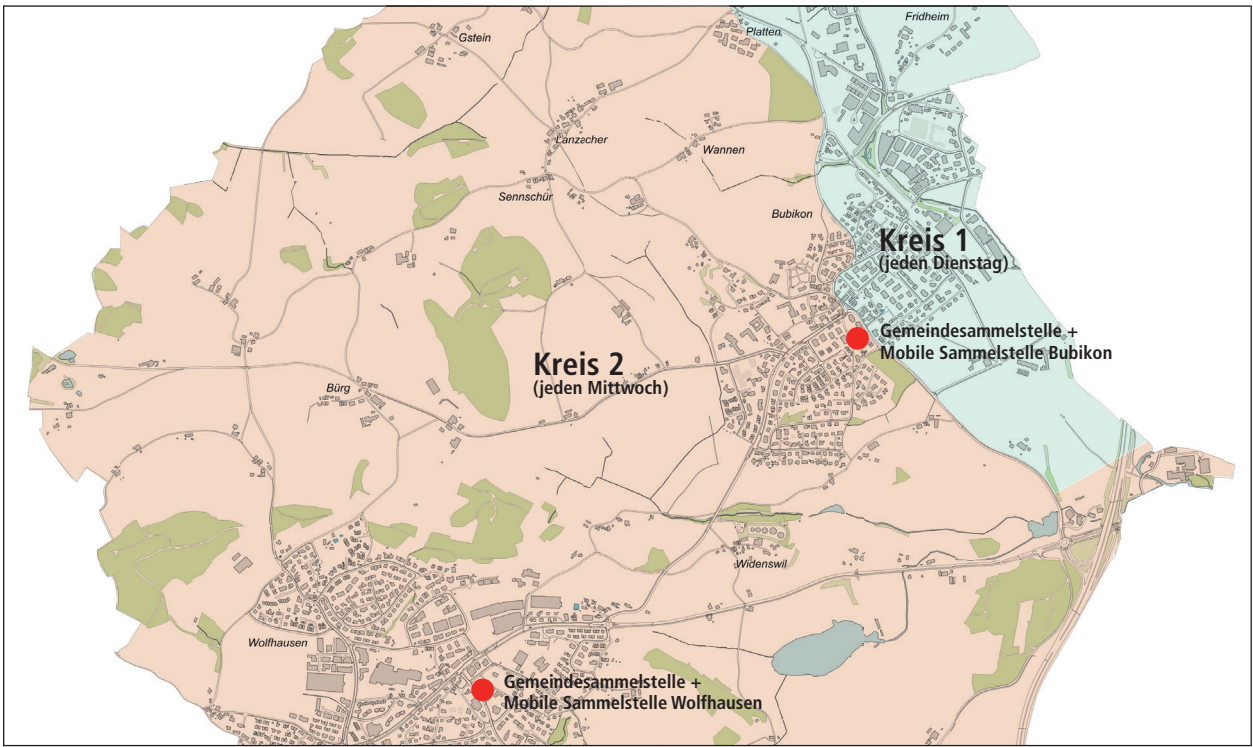 Fridheim
Platten
Gstein
Lanzecher
Wannen
Sennschür
Bubikon
Kreis 1
(jeden Dienstag)
Gemeindesammelstelle +
Mobile Sammelstelle Bubikon
Kreis 2
(jeden Mittwoch)
Bürg
Widenswil
Wolfhausen
Gemeindesammelstelle +
Mobile Sammelstelle Wolfhausen